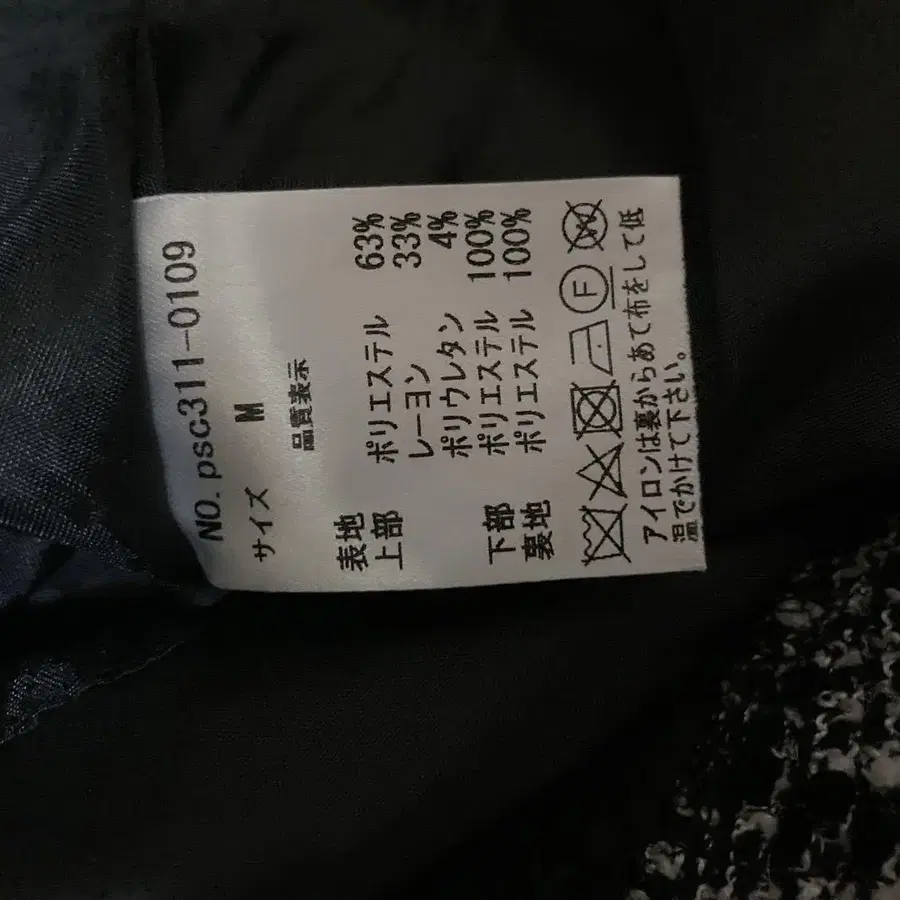 NO. psc311-0109
サイズ M
品質表示
表地
上部 ポリエステル 63%
レーヨン 33%
ポリウレタン 4%
下部 ポリエステル 100%
裏地 ポリエステル 100%
W
F
アイロンは裏からあて布をして低
温でかけて下さい。